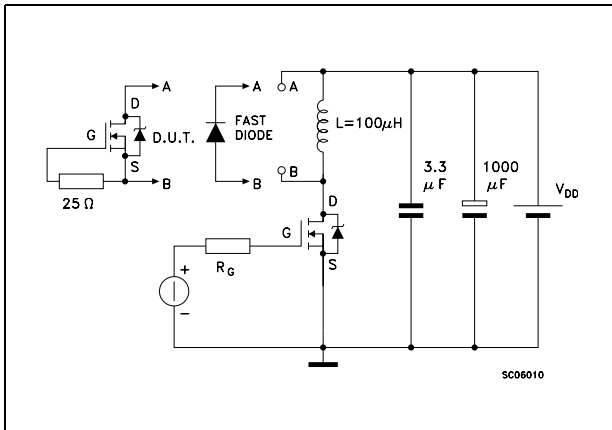 A
A
A
D
G
D.U.T.
S
FAST
DIODE
L=100µH
B
B
B
25 Ω
3.3
µF
1000
µF
V_DD
D
G
S
R_G
+
−
SC06010